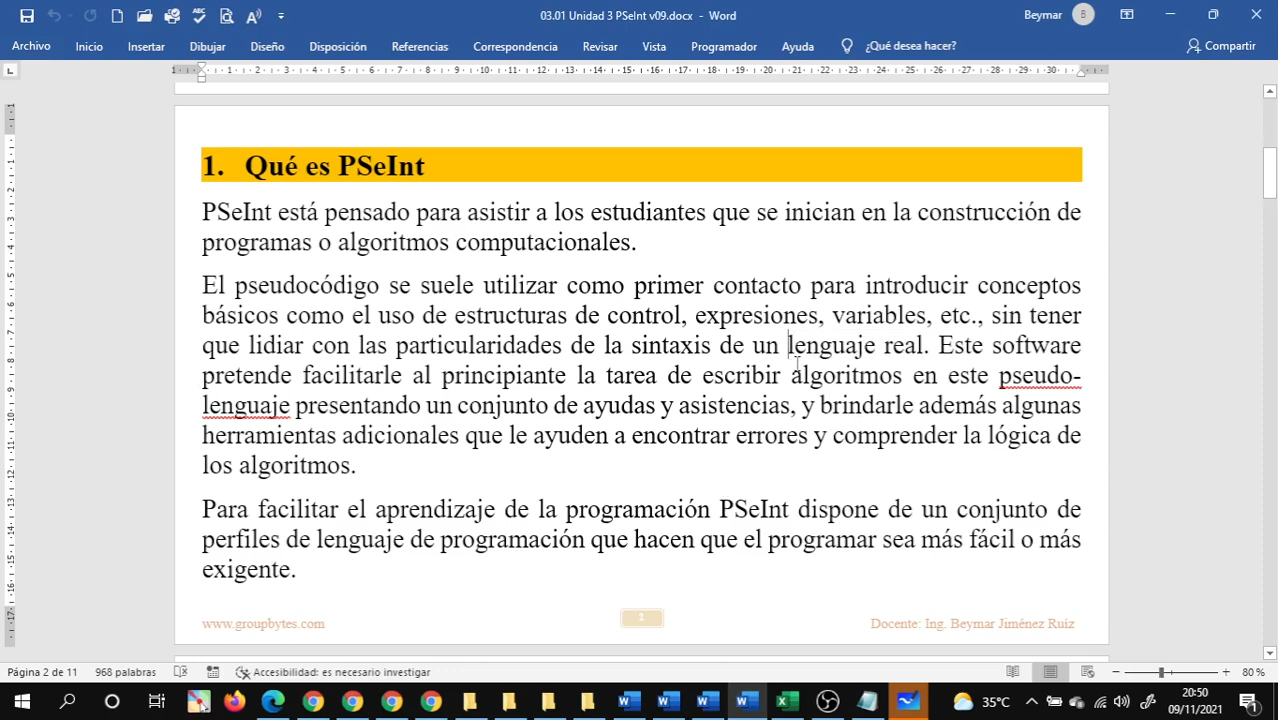 03.01 Unidad 3 PSeInt v09.docx - Word
Beymar B
Archivo Inicio Insertar Dibujar Diseño Disposición Referencias Correspondencia Revisar Vista Programador Ayuda ¿Qué desea hacer? Compartir
1. Qué es PSeInt
PSeInt está pensado para asistir a los estudiantes que se inician en la construcción de
programas o algoritmos computacionales.
El pseudocódigo se suele utilizar como primer contacto para introducir conceptos
básicos como el uso de estructuras de control, expresiones, variables, etc., sin tener
que lidiar con las particularidades de la sintaxis de un lenguaje real. Este software
pretende facilitarle al principiante la tarea de escribir algoritmos en este pseudo-
lenguaje presentando un conjunto de ayudas y asistencias, y brindarle además algunas
herramientas adicionales que le ayuden a encontrar errores y comprender la lógica de
los algoritmos.
Para facilitar el aprendizaje de la programación PSeInt dispone de un conjunto de
perfiles de lenguaje de programación que hacen que el programar sea más fácil o más
exigente.
www.groupbytes.com 2 Docente: Ing. Beymar Jiménez Ruíz
Página 2 de 11 968 palabras Accesibilidad: es necesario investigar 80 %
35°C 20:50
09/11/2021